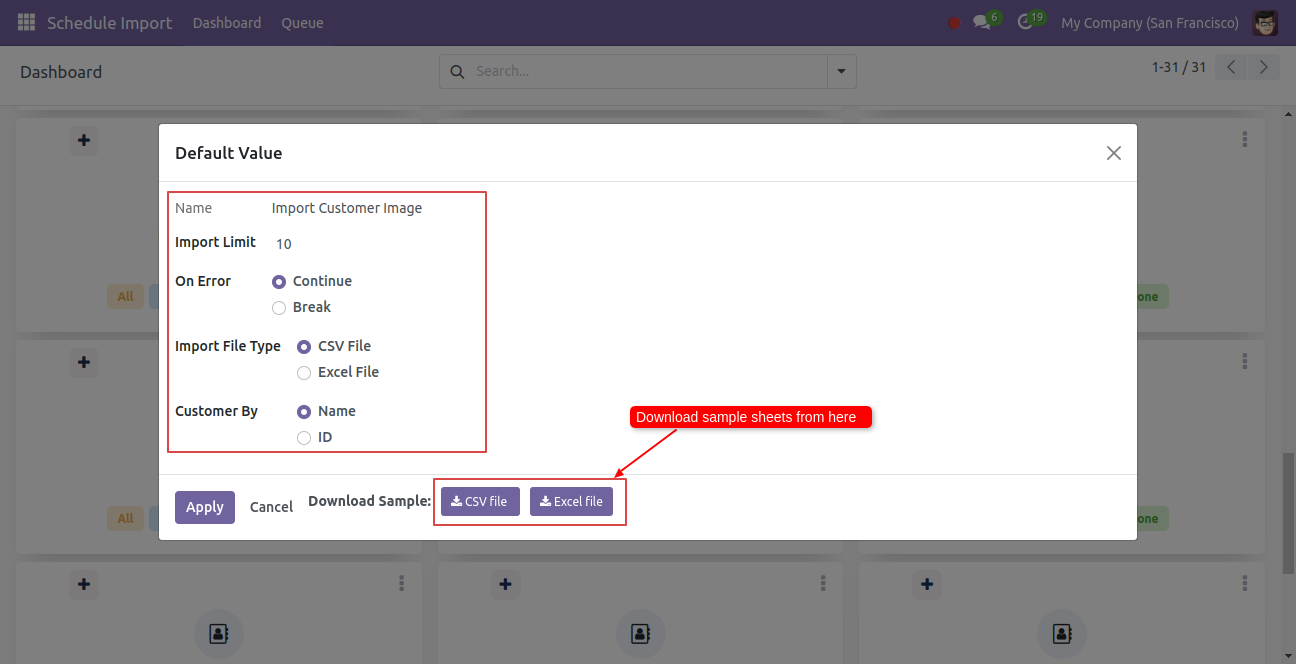 Schedule Import Dashboard Queue 6 19 My Company (San Francisco)
Dashboard Search... 1-31 / 31
Default Value
Name Import Customer Image
Import Limit 10
On Error Continue
Break
All one
Import File Type CSV File
Excel File
Customer By Name
Download sample sheets from here
ID
Apply Cancel Download Sample: CSV file Excel file
All one